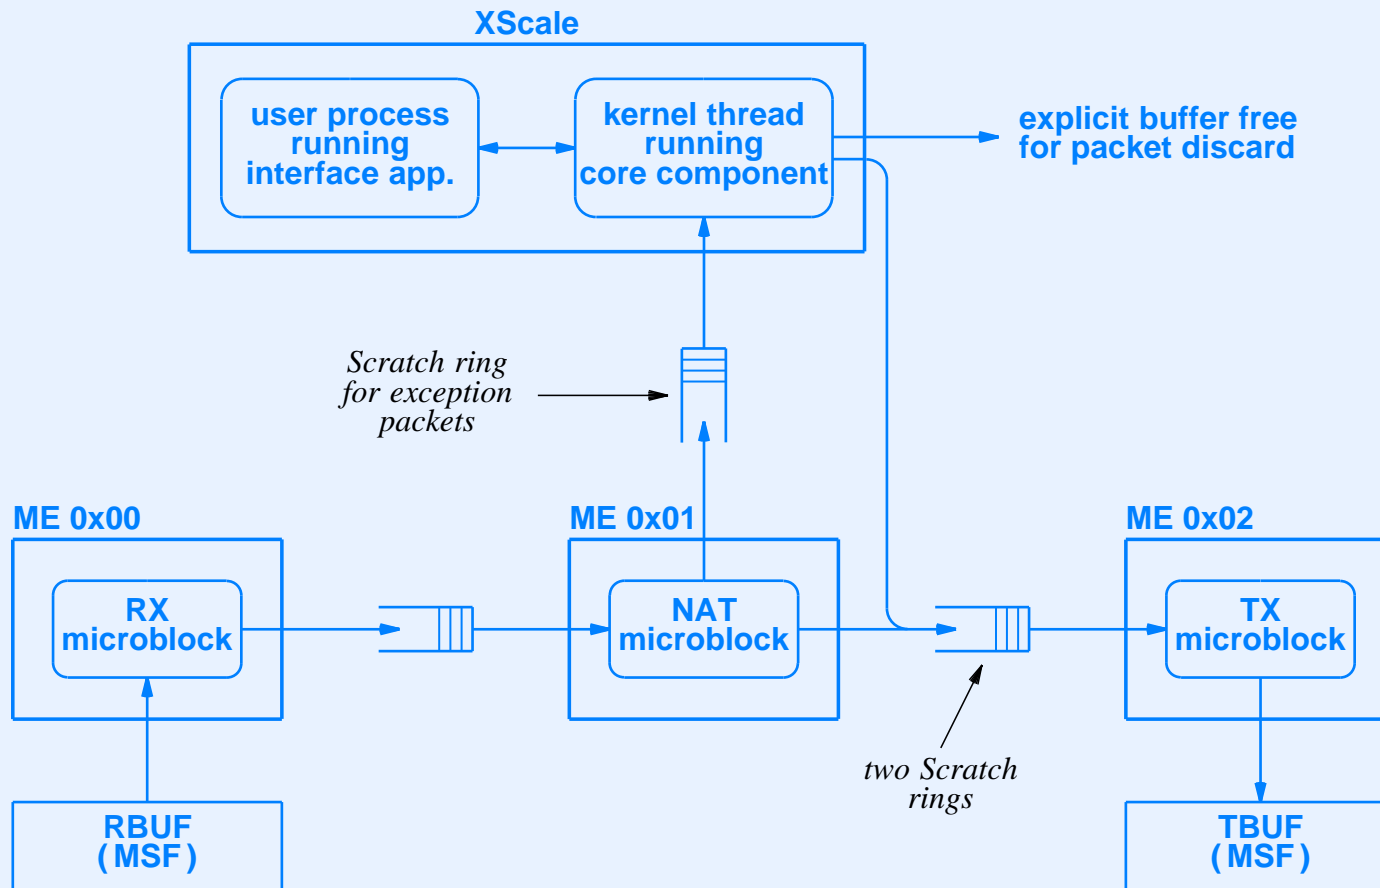 XScale
user process
running
interface app.
kernel thread
running
core component
explicit buffer free
for packet discard
Scratch ring
for exception
packets
ME 0x00
ME 0x01
ME 0x02
RX
microblock
NAT
microblock
TX
microblock
two Scratch
rings
RBUF
(MSF)
TBUF
(MSF)